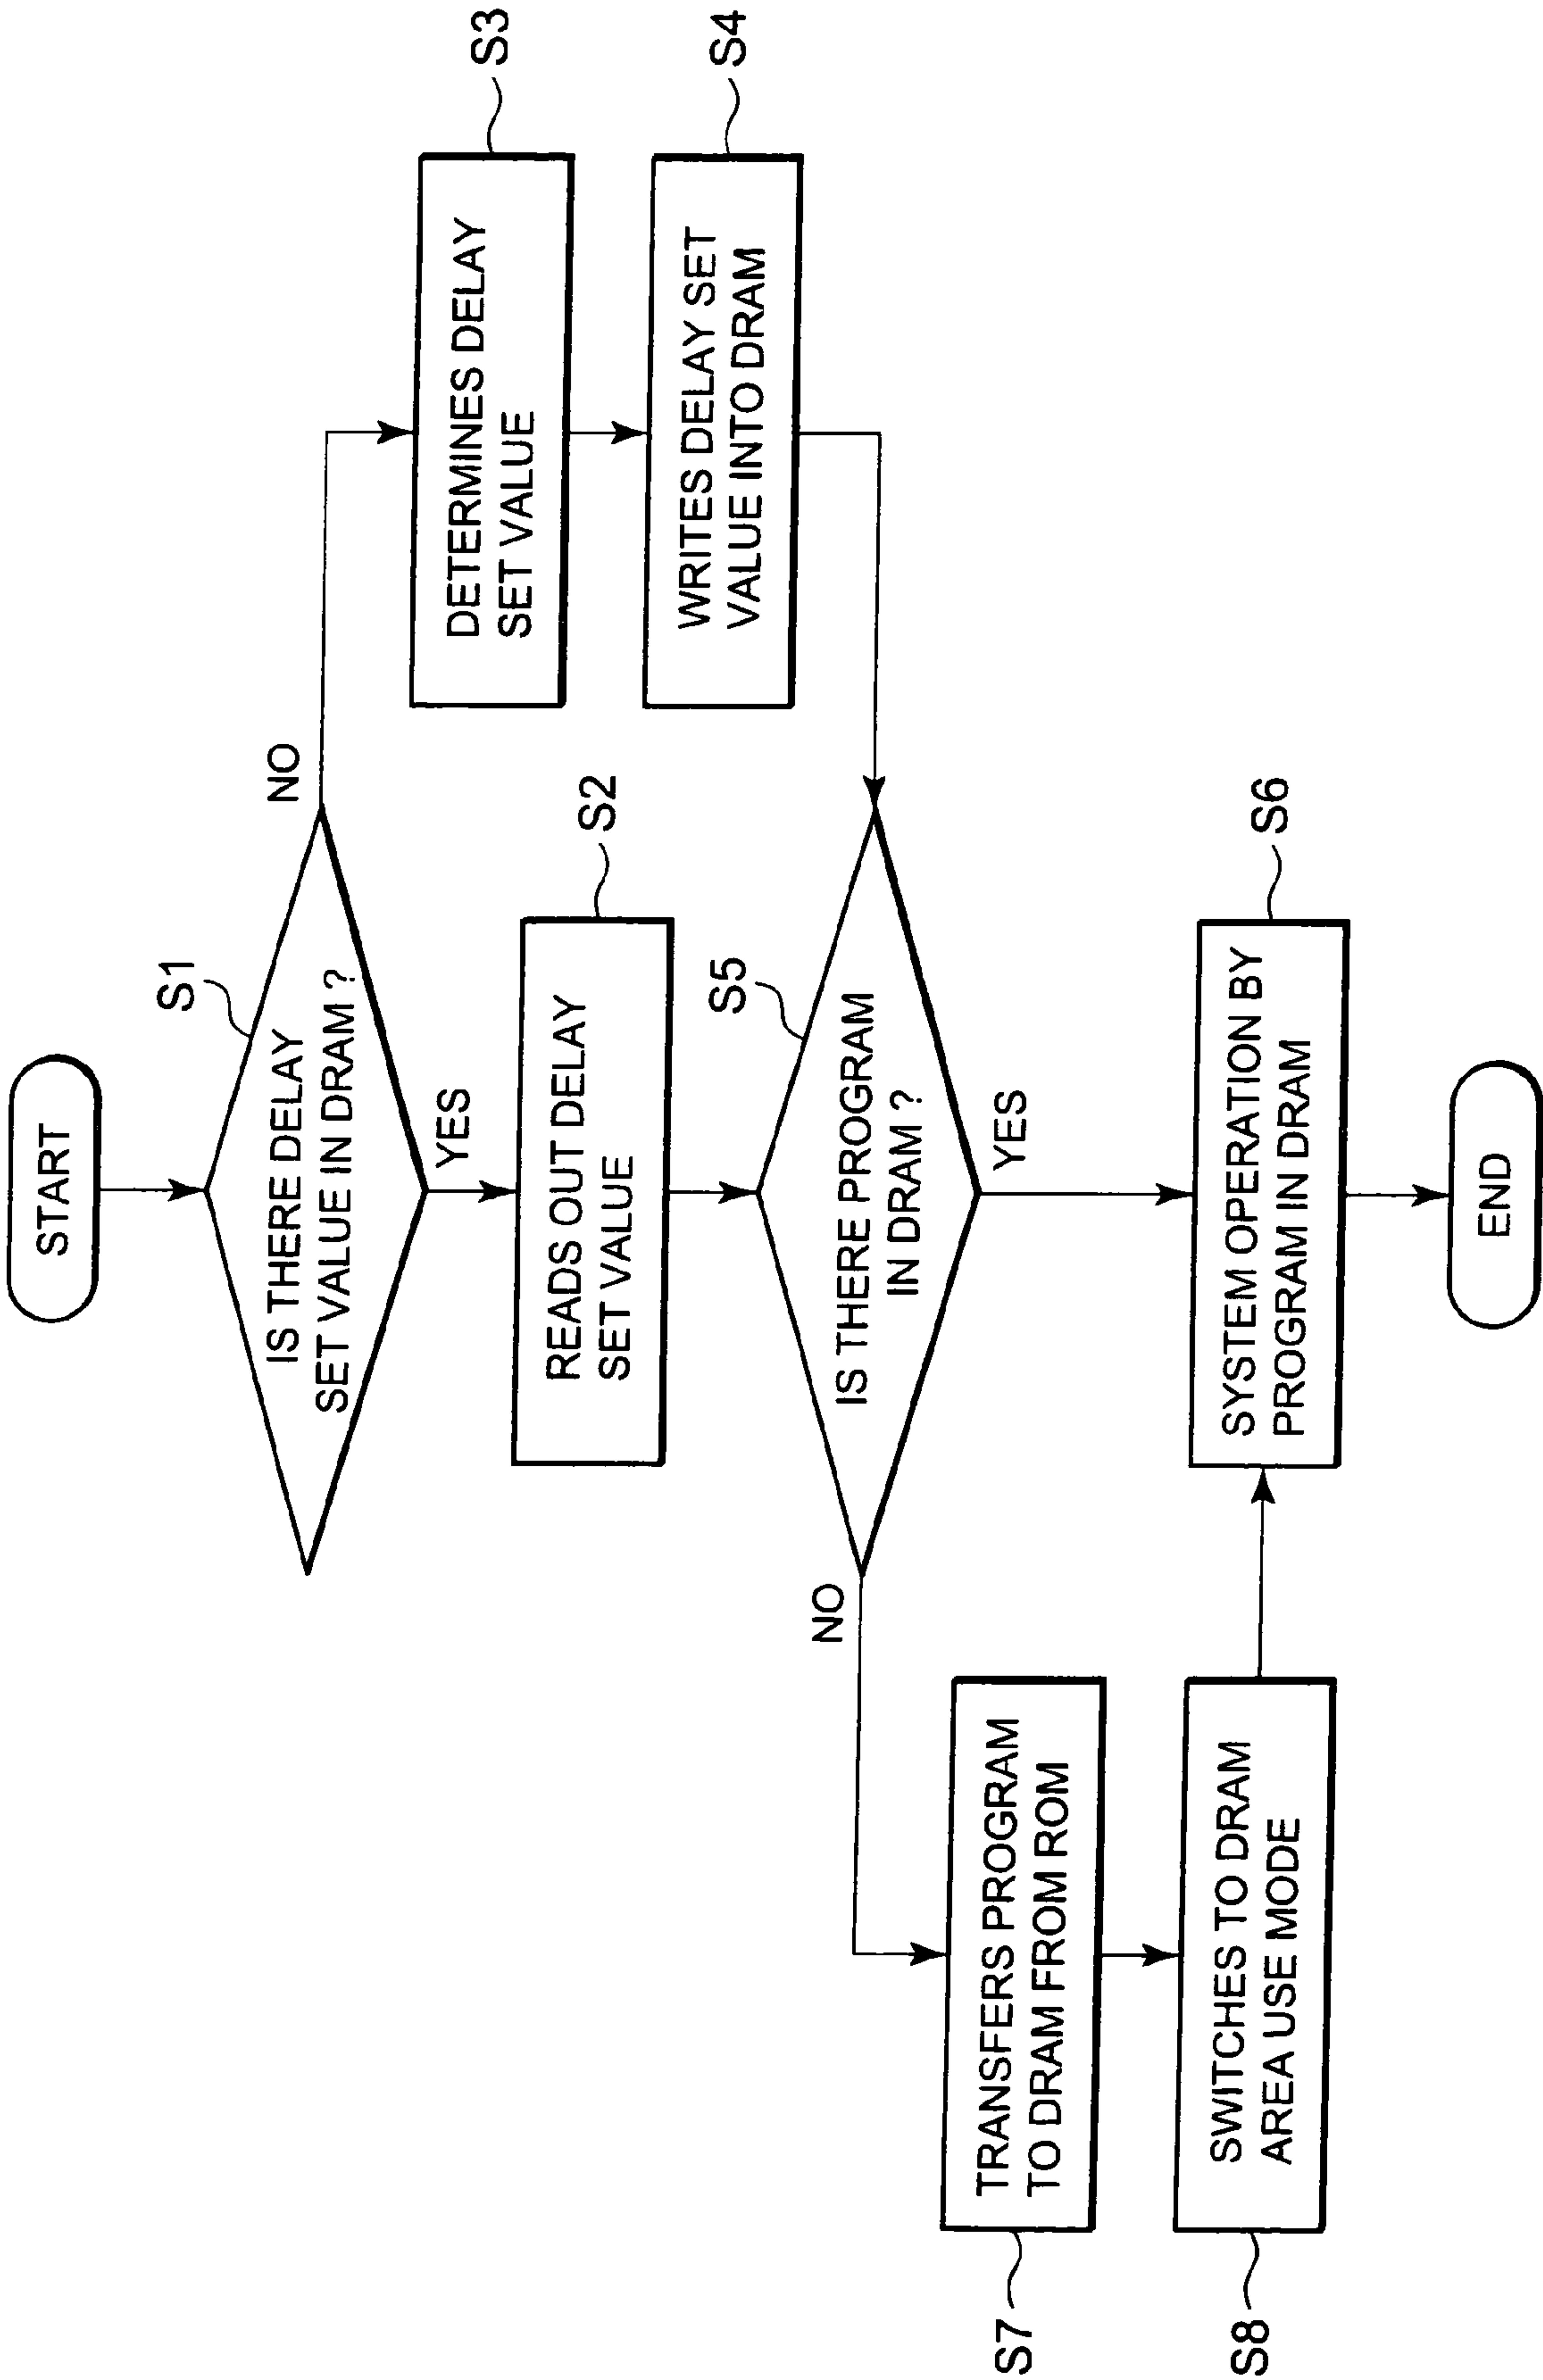 START
S1
IS THERE DELAY
SET VALUE IN DRAM ?
NO
YES
S3
DETERMINES DELAY
SET VALUE
S2
READS OUT DELAY
SET VALUE
S4
WRITES DELAY SET
VALUE INTO DRAM
S5
IS THERE PROGRAM
IN DRAM ?
NO
YES
S7
TRANSFERS PROGRAM
TO DRAM FROM ROM
S8
SWITCHES TO DRAM
AREA USE MODE
S6
SYSTEM OPERATION BY
PROGRAM IN DRAM
END